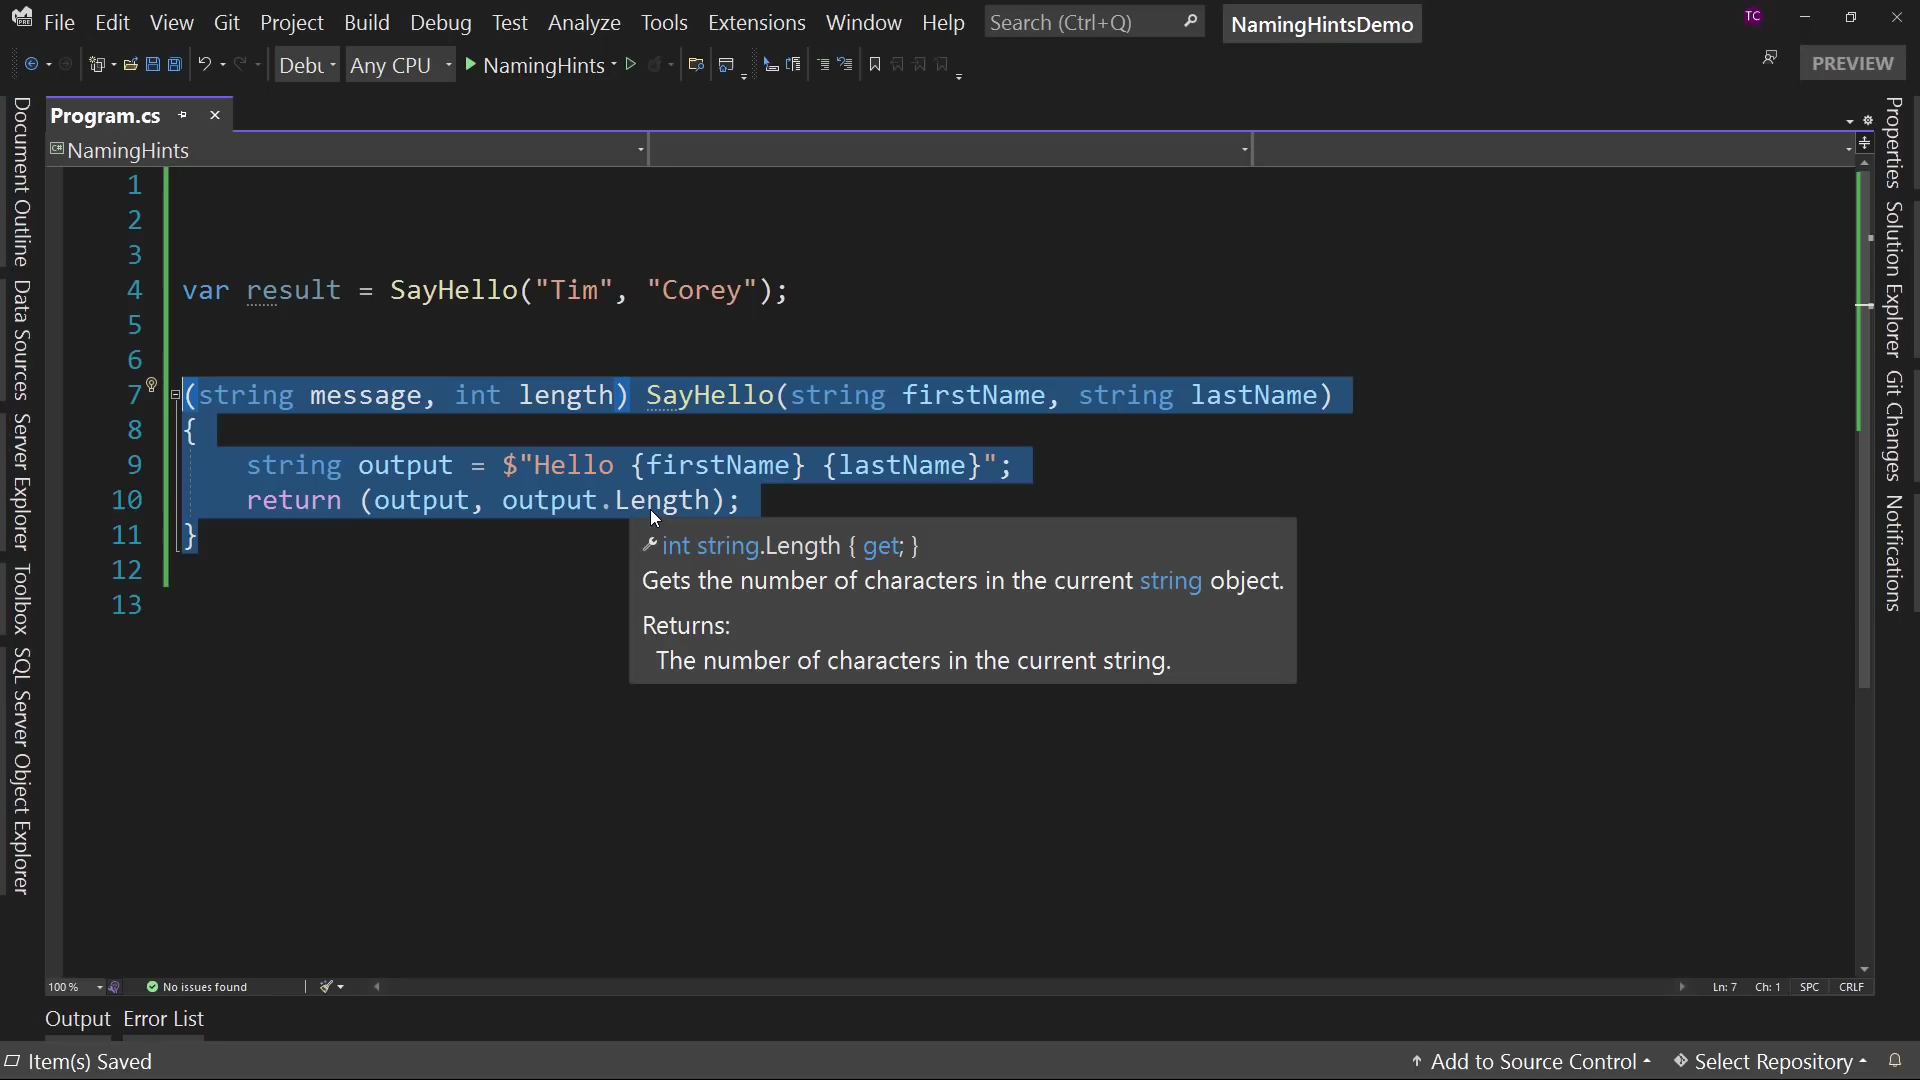 File Edit View Git Project Build Debug Test Analyze Tools Extensions Window Help Search (Ctrl+Q) NamingHintsDemo TC
Debu Any CPU NamingHints PREVIEW
Program.cs
C# NamingHints
1
2
3
4 var result = SayHello("Tim", "Corey");
5
6
7 (string message, int length) SayHello(string firstName, string lastName)
8 {
9 string output = $"Hello {firstName} {lastName}";
10 return (output, output.Length);
11 }
12
13
int string.Length { get; }
Gets the number of characters in the current string object.
Returns:
The number of characters in the current string.
Document Outline
Data Sources
Server Explorer
Toolbox
SQL Server Object Explorer
Properties
Solution Explorer
Git Changes
Notifications
100 % No issues found Ln: 7 Ch: 1 SPC CRLF
Output Error List
Item(s) Saved Add to Source Control Select Repository